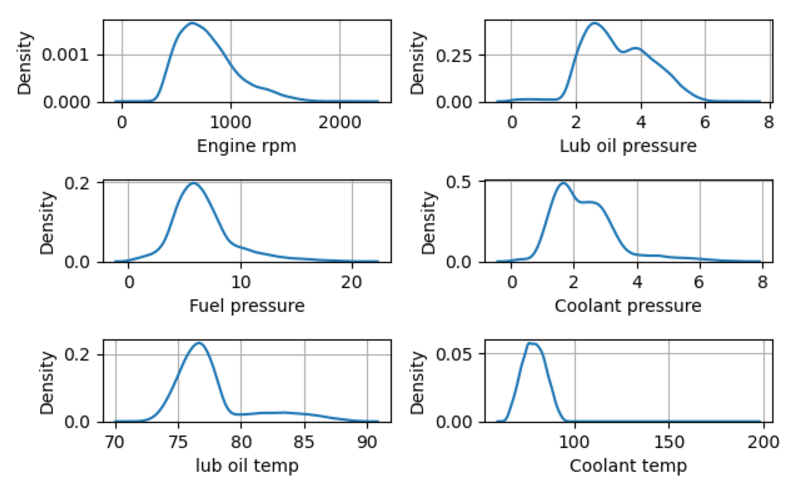 Density
0.001
0.000
0 1000 2000
Engine rpm
Density
0.25
0.00
0 2 4 6 8
Lub oil pressure
Density
0.2
0.0
0 10 20
Fuel pressure
Density
0.5
0.0
0 2 4 6 8
Coolant pressure
Density
0.2
0.0
70 75 80 85 90
lub oil temp
Density
0.05
0.00
100 150 200
Coolant temp